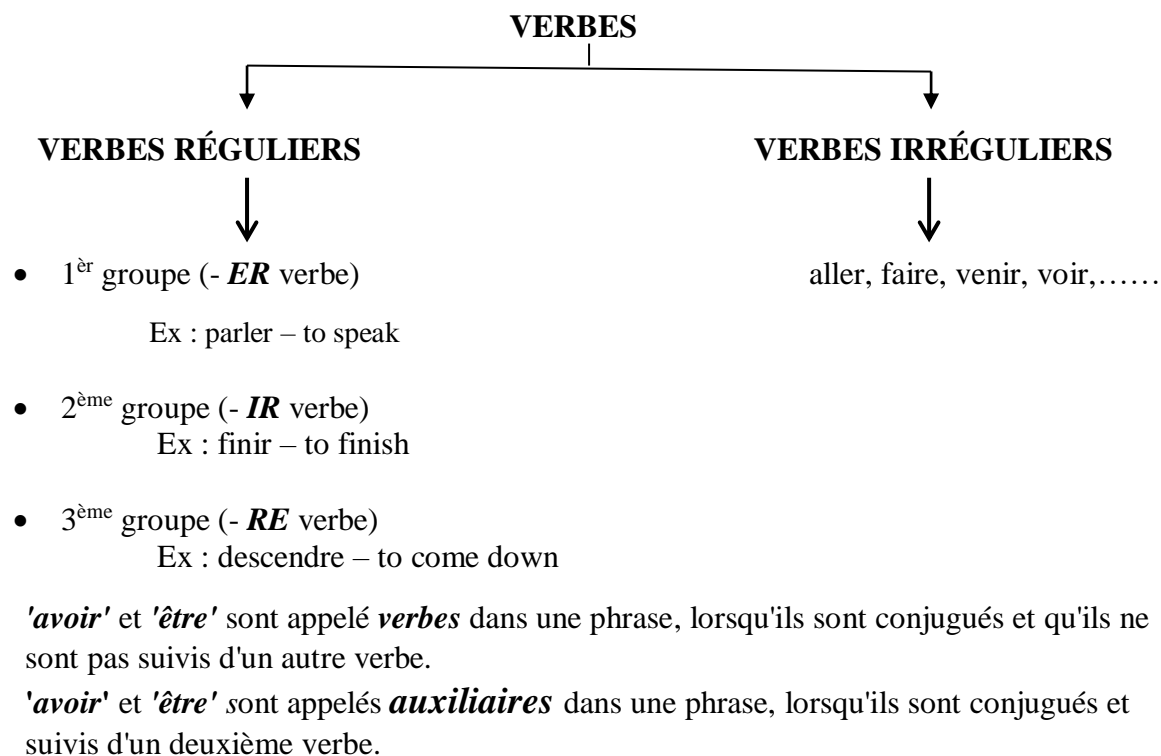 VERBES
VERBES RÉGULIERS VERBES IRRÉGULIERS
• 1èr groupe (- ER verbe) aller, faire, venir, voir,……
Ex : parler – to speak
• 2ème groupe (- IR verbe)
Ex : finir – to finish
• 3ème groupe (- RE verbe)
Ex : descendre – to come down
'avoir' et 'être' sont appelé verbes dans une phrase, lorsqu'ils sont conjugués et qu'ils ne
sont pas suivis d'un autre verbe.
'avoir' et 'être' sont appelés auxiliaires dans une phrase, lorsqu'ils sont conjugués et
suivis d'un deuxième verbe.